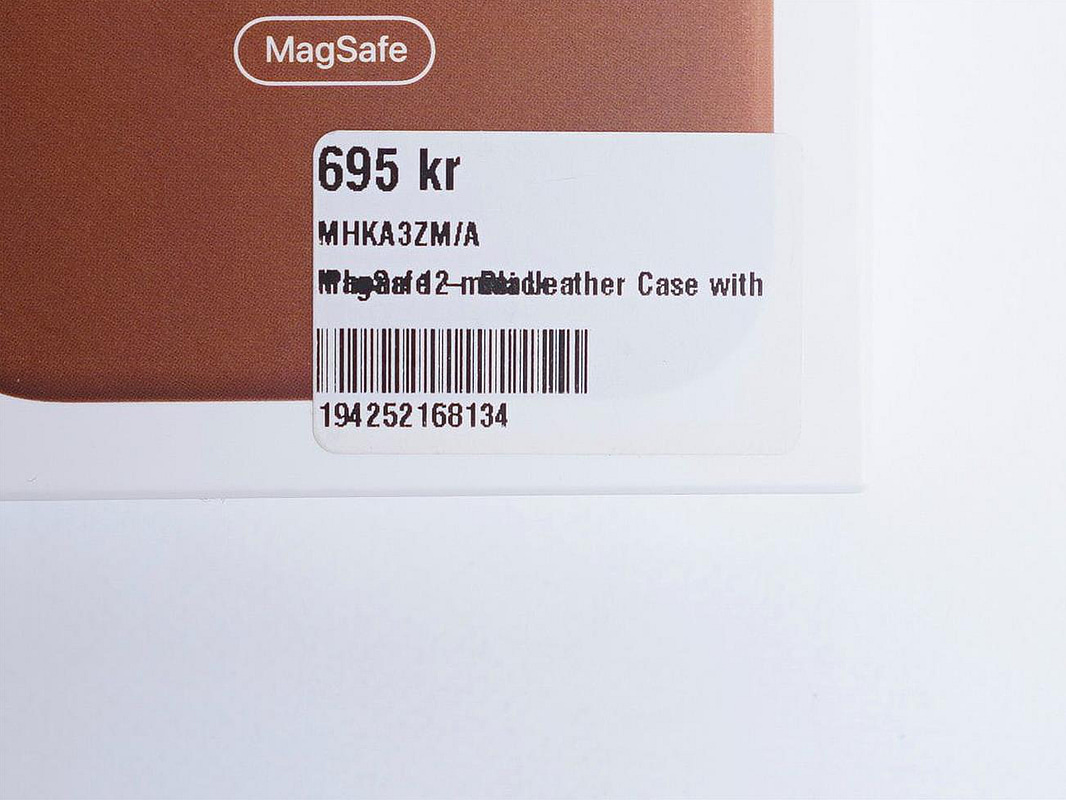 MagSafe
695 kr
MHKA3ZM/A
Leather Case with
194252168134